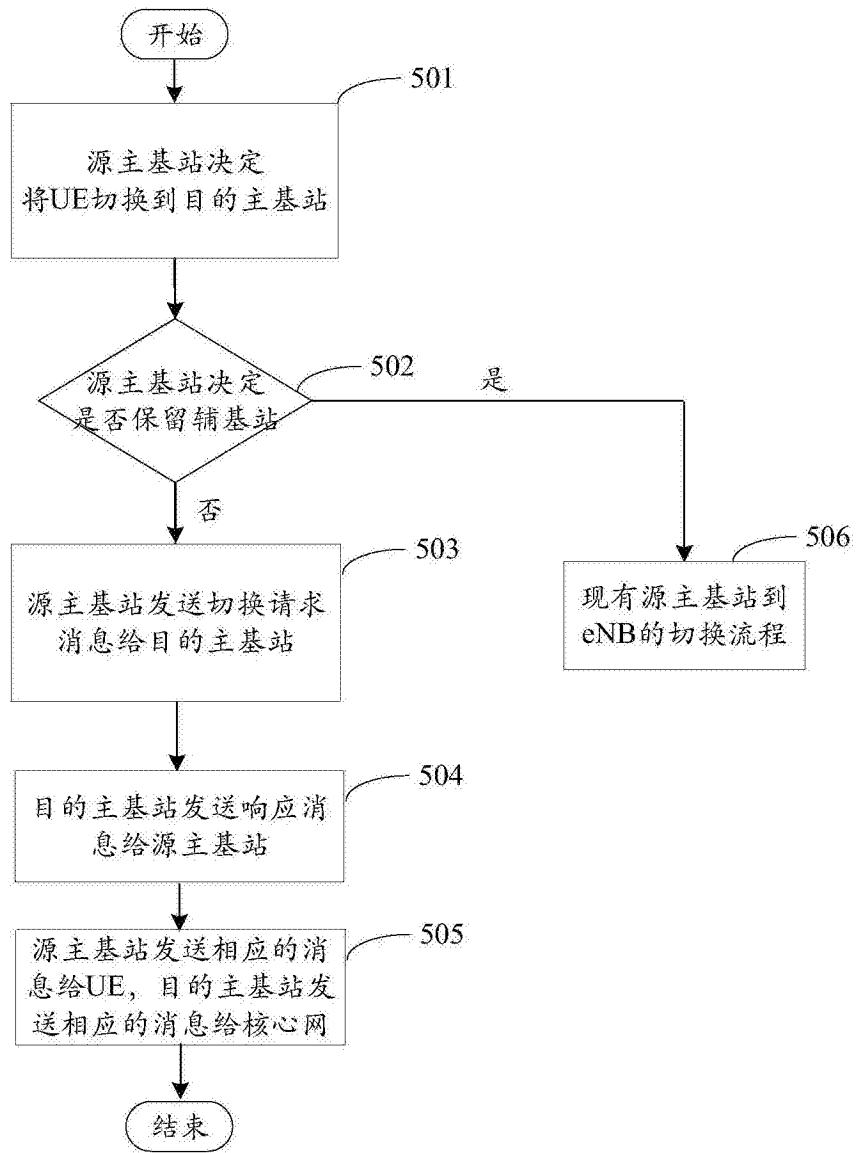 开始
501
源主基站决定
将UE切换到目的主基站
502
源主基站决定
是否保留辅基站
是
否
503
源主基站发送切换请求
消息给目的主基站
506
现有源主基站到
eNB的切换流程
504
目的主基站发送响应消
息给源主基站
505
源主基站发送相应的消
息给UE，目的主基站发
送相应的消息给核心网
结束